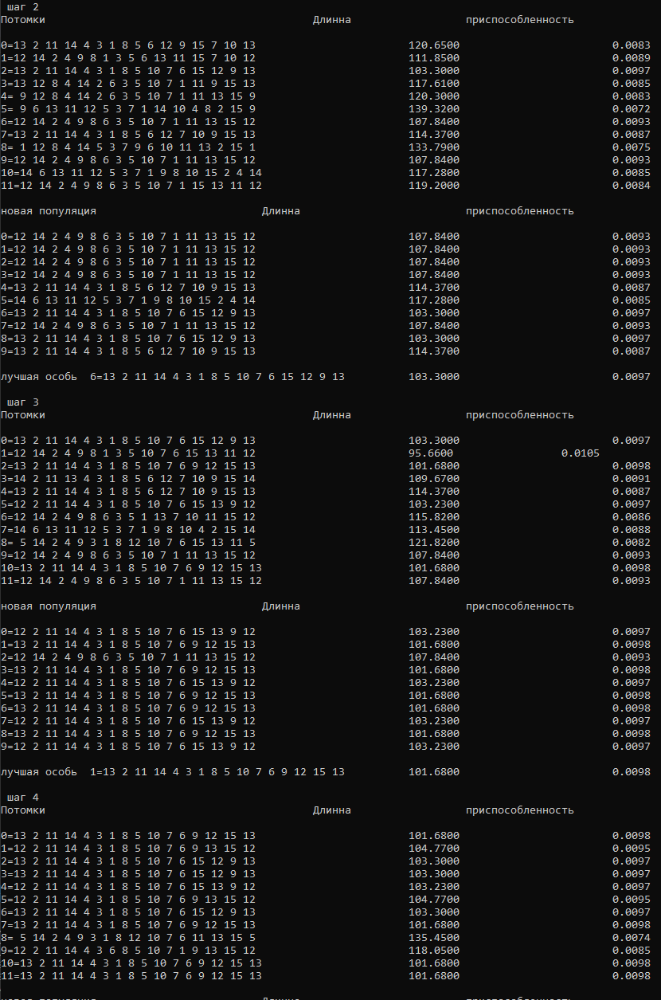 шаг 2
Потомки Длинна приспособленность
0=13 2 11 14 4 3 1 8 5 6 12 9 15 7 10 13 120.6500 0.0083
1=12 14 2 4 9 8 1 3 5 6 13 11 15 7 10 12 111.8500 0.0089
2=13 2 11 14 4 3 1 8 5 10 7 6 15 12 9 13 103.3000 0.0097
3=13 12 8 4 14 2 6 3 5 10 7 1 11 9 15 13 117.6100 0.0085
4= 9 12 8 4 14 2 6 3 5 10 7 1 11 13 15 9 120.3000 0.0083
5= 9 6 13 11 12 5 3 7 1 14 10 4 8 2 15 9 139.3200 0.0072
6=12 14 2 4 9 8 6 3 5 10 7 1 11 13 15 12 107.8400 0.0093
7=13 2 11 14 4 3 1 8 5 6 12 7 10 9 15 13 114.3700 0.0087
8= 1 12 8 4 14 5 3 7 9 6 10 11 13 2 15 1 133.7900 0.0075
9=12 14 2 4 9 8 6 3 5 10 7 1 11 13 15 12 107.8400 0.0093
10=14 6 13 11 12 5 3 7 1 9 8 10 15 2 4 14 117.2800 0.0085
11=12 14 2 4 9 8 6 3 5 10 7 1 15 13 11 12 119.2000 0.0084
новая популяция Длинна приспособленность
0=12 14 2 4 9 8 6 3 5 10 7 1 11 13 15 12 107.8400 0.0093
1=12 14 2 4 9 8 6 3 5 10 7 1 11 13 15 12 107.8400 0.0093
2=12 14 2 4 9 8 6 3 5 10 7 1 11 13 15 12 107.8400 0.0093
3=12 14 2 4 9 8 6 3 5 10 7 1 11 13 15 12 107.8400 0.0093
4=13 2 11 14 4 3 1 8 5 6 12 7 10 9 15 13 114.3700 0.0087
5=14 6 13 11 12 5 3 7 1 9 8 10 15 2 4 14 117.2800 0.0085
6=13 2 11 14 4 3 1 8 5 10 7 6 15 12 9 13 103.3000 0.0097
7=12 14 2 4 9 8 6 3 5 10 7 1 11 13 15 12 107.8400 0.0093
8=13 2 11 14 4 3 1 8 5 10 7 6 15 12 9 13 103.3000 0.0097
9=13 2 11 14 4 3 1 8 5 6 12 7 10 9 15 13 114.3700 0.0087
лучшая особь 6=13 2 11 14 4 3 1 8 5 10 7 6 15 12 9 13 103.3000 0.0097
шаг 3
Потомки Длинна приспособленность
0=13 2 11 14 4 3 1 8 5 10 7 6 15 12 9 13 103.3000 0.0097
1=12 14 2 4 9 8 1 3 5 10 7 6 15 13 11 12 95.6600 0.0105
2=13 2 11 14 4 3 1 8 5 10 7 6 9 12 15 13 101.6800 0.0098
3=14 2 11 13 4 3 1 8 5 6 12 7 10 9 15 14 109.6700 0.0091
4=13 2 11 14 4 3 1 8 5 6 12 7 10 9 15 13 114.3700 0.0087
5=12 2 11 14 4 3 1 8 5 10 7 6 15 13 9 12 103.2300 0.0097
6=12 14 2 4 9 8 6 3 5 1 13 7 10 11 15 12 115.8200 0.0086
7=14 6 13 11 12 5 3 7 1 9 8 10 4 2 15 14 113.4500 0.0088
8= 5 14 2 4 9 3 1 8 12 10 7 6 15 13 11 5 121.8200 0.0082
9=12 14 2 4 9 8 6 3 5 10 7 1 11 13 15 12 107.8400 0.0093
10=13 2 11 14 4 3 1 8 5 10 7 6 9 12 15 13 101.6800 0.0098
11=12 14 2 4 9 8 6 3 5 10 7 1 11 13 15 12 107.8400 0.0093
новая популяция Длинна приспособленность
0=12 2 11 14 4 3 1 8 5 10 7 6 15 13 9 12 103.2300 0.0097
1=13 2 11 14 4 3 1 8 5 10 7 6 9 12 15 13 101.6800 0.0098
2=12 14 2 4 9 8 6 3 5 10 7 1 11 13 15 12 107.8400 0.0093
3=13 2 11 14 4 3 1 8 5 10 7 6 9 12 15 13 101.6800 0.0098
4=12 2 11 14 4 3 1 8 5 10 7 6 15 13 9 12 103.2300 0.0097
5=13 2 11 14 4 3 1 8 5 10 7 6 9 12 15 13 101.6800 0.0098
6=13 2 11 14 4 3 1 8 5 10 7 6 9 12 15 13 101.6800 0.0098
7=12 2 11 14 4 3 1 8 5 10 7 6 15 13 9 12 103.2300 0.0097
8=13 2 11 14 4 3 1 8 5 10 7 6 9 12 15 13 101.6800 0.0098
9=12 2 11 14 4 3 1 8 5 10 7 6 15 13 9 12 103.2300 0.0097
лучшая особь 1=13 2 11 14 4 3 1 8 5 10 7 6 9 12 15 13 101.6800 0.0098
шаг 4
Потомки Длинна приспособленность
0=13 2 11 14 4 3 1 8 5 10 7 6 9 12 15 13 101.6800 0.0098
1=12 2 11 14 4 3 1 8 5 10 7 6 9 13 15 12 104.7700 0.0095
2=13 2 11 14 4 3 1 8 5 10 7 6 15 12 9 13 103.3000 0.0097
3=13 2 11 14 4 3 1 8 5 10 7 6 15 12 9 13 103.3000 0.0097
4=12 2 11 14 4 3 1 8 5 10 7 6 15 13 9 12 103.2300 0.0097
5=12 2 11 14 4 3 1 8 5 10 7 6 9 13 15 12 104.7700 0.0095
6=13 2 11 14 4 3 1 8 5 10 7 6 15 12 9 13 103.3000 0.0097
7=13 2 11 14 4 3 1 8 5 10 7 6 9 12 15 13 101.6800 0.0098
8= 5 14 2 4 9 3 1 8 12 10 7 6 11 13 15 5 135.4500 0.0074
9=12 2 11 14 4 3 6 8 5 10 7 1 9 13 15 12 118.0500 0.0085
10=13 2 11 14 4 3 1 8 5 10 7 6 9 12 15 13 101.6800 0.0098
11=13 2 11 14 4 3 1 8 5 10 7 6 9 12 15 13 101.6800 0.0098